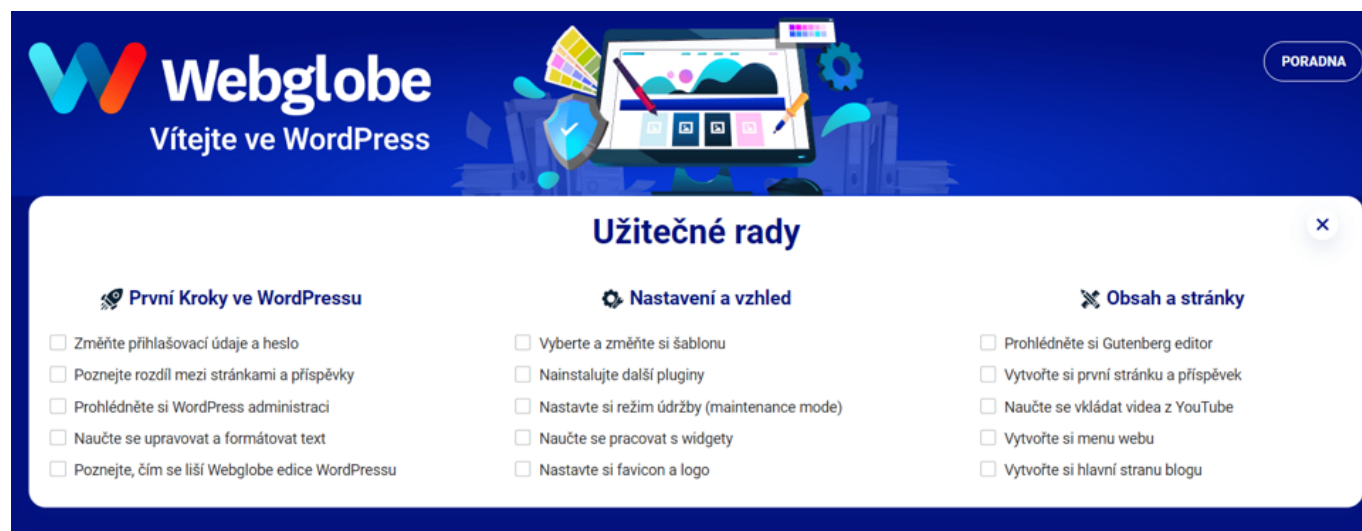 Webglobe
Vítejte ve WordPress
PORADNA
Užitečné rady
První Kroky ve WordPressu
Změňte přihlašovací údaje a heslo
Poznejte rozdíl mezi stránkami a příspěvky
Prohlédněte si WordPress administraci
Naučte se upravovat a formátovat text
Poznejte, čím se liší Webglobe edice WordPressu
Nastavení a vzhled
Vyberte a změňte si šablonu
Nainstalujte další pluginy
Nastavte si režim údržby (maintenance mode)
Naučte se pracovat s widgety
Nastavte si favicon a logo
Obsah a stránky
Prohlédněte si Gutenberg editor
Vytvořte si první stránku a příspěvek
Naučte se vkládat videa z YouTube
Vytvořte si menu webu
Vytvořte si hlavní stranu blogu